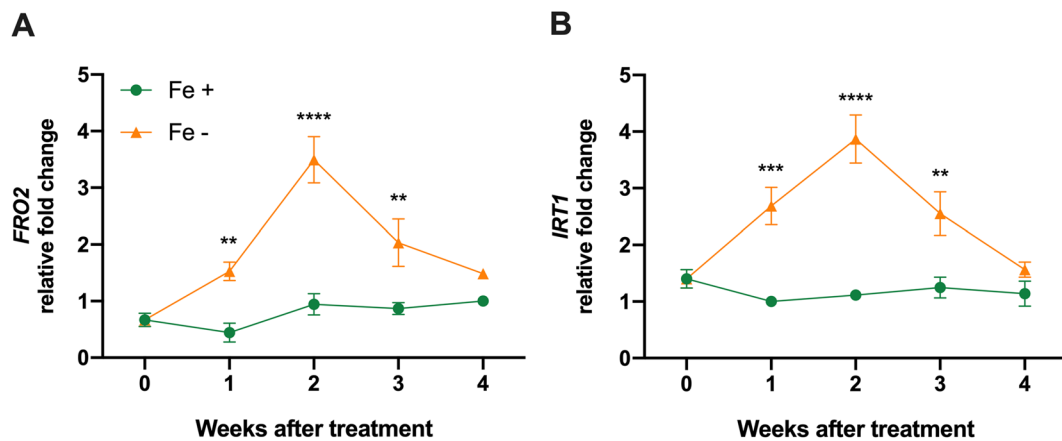 A
FRO2
relative fold change
5
4
3
2
1
0
Fe +
Fe -
**
****
**
0 1 2 3 4
Weeks after treatment
B
IRT1
relative fold change
5
4
3
2
1
0
***
****
**
0 1 2 3 4
Weeks after treatment